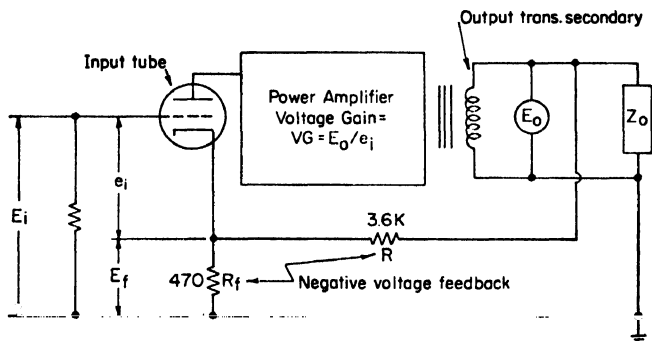 Output trans. secondary
Input tube
Power Amplifier
Voltage Gain=
VG = Eo/ei
Eo
Zo
ei
Ei
3.6K
R
Ef
470
Rf
Negative voltage feedback